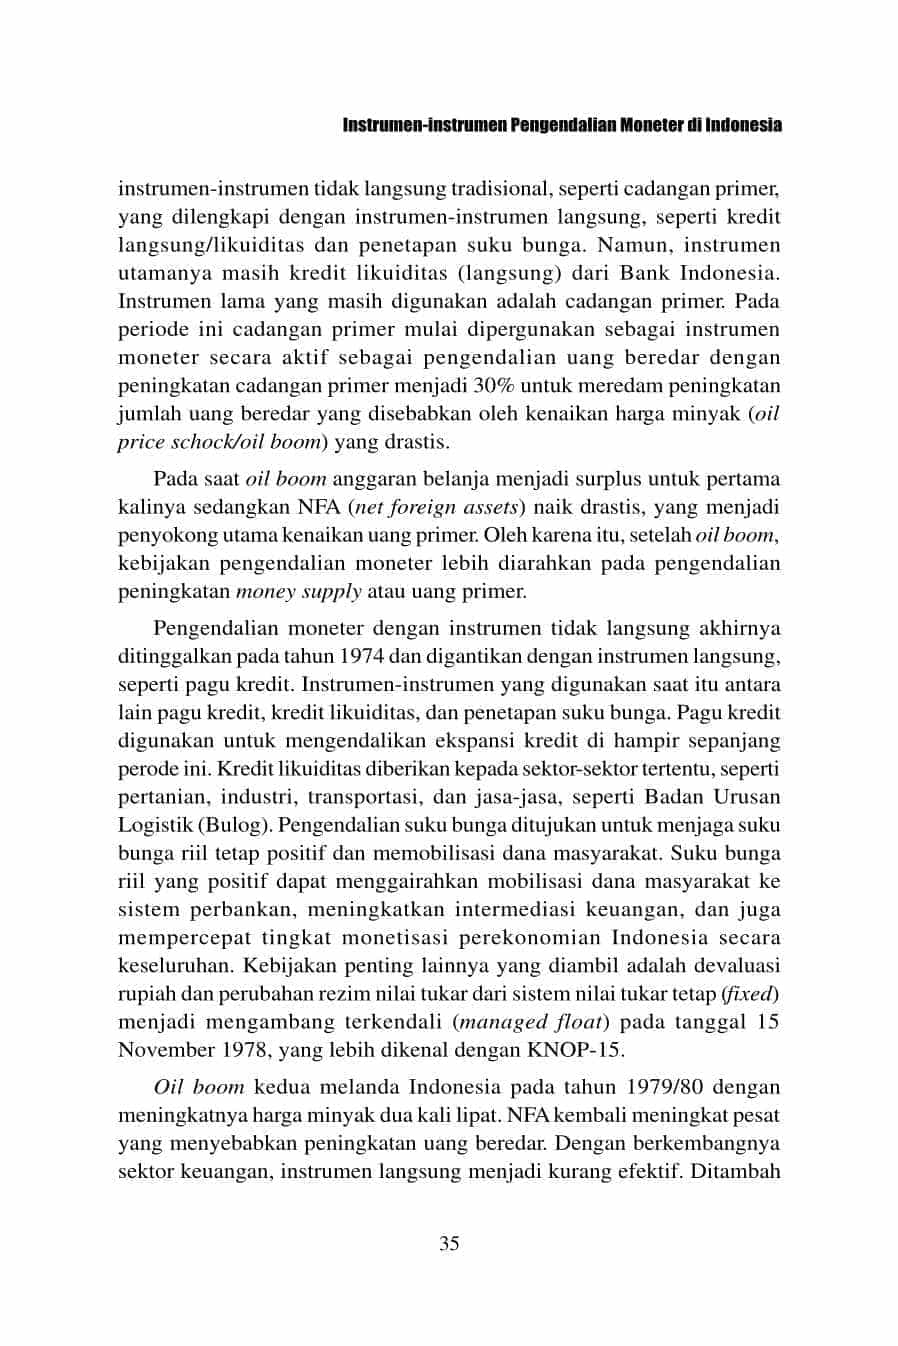 Instrumen-instrumen Pengendalian Moneter di Indonesia
instrumen-instrumen tidak langsung tradisional, seperti cadangan primer,
yang dilengkapi dengan instrumen-instrumen langsung, seperti kredit
langsung/likuiditas dan penetapan suku bunga. Namun, instrumen
utamanya masih kredit likuiditas (langsung) dari Bank Indonesia.
Instrumen lama yang masih digunakan adalah cadangan primer. Pada
periode ini cadangan primer mulai dipergunakan sebagai instrumen
moneter secara aktif sebagai pengendalian uang beredar dengan
peningkatan cadangan primer menjadi 30% untuk meredam peningkatan
jumlah uang beredar yang disebabkan oleh kenaikan harga minyak (oil
price schock/oil boom) yang drastis.
Pada saat oil boom anggaran belanja menjadi surplus untuk pertama
kalinya sedangkan NFA (net foreign assets) naik drastis, yang menjadi
penyokong utama kenaikan uang primer. Oleh karena itu, setelah oil boom,
kebijakan pengendalian moneter lebih diarahkan pada pengendalian
peningkatan money supply atau uang primer.
Pengendalian moneter dengan instrumen tidak langsung akhirnya
ditinggalkan pada tahun 1974 dan digantikan dengan instrumen langsung,
seperti pagu kredit. Instrumen-instrumen yang digunakan saat itu antara
lain pagu kredit, kredit likuiditas, dan penetapan suku bunga. Pagu kredit
digunakan untuk mengendalikan ekspansi kredit di hampir sepanjang
perode ini. Kredit likuiditas diberikan kepada sektor-sektor tertentu, seperti
pertanian, industri, transportasi, dan jasa-jasa, seperti Badan Urusan
Logistik (Bulog). Pengendalian suku bunga ditujukan untuk menjaga suku
bunga riil tetap positif dan memobilisasi dana masyarakat. Suku bunga
riil yang positif dapat menggairahkan mobilisasi dana masyarakat ke
sistem perbankan, meningkatkan intermediasi keuangan, dan juga
mempercepat tingkat monetisasi perekonomian Indonesia secara
keseluruhan. Kebijakan penting lainnya yang diambil adalah devaluasi
rupiah dan perubahan rezim nilai tukar dari sistem nilai tukar tetap (fixed)
menjadi mengambang terkendali (managed float) pada tanggal 15
November 1978, yang lebih dikenal dengan KNOP-15.
Oil boom kedua melanda Indonesia pada tahun 1979/80 dengan
meningkatnya harga minyak dua kali lipat. NFA kembali meningkat pesat
yang menyebabkan peningkatan uang beredar. Dengan berkembangnya
sektor keuangan, instrumen langsung menjadi kurang efektif. Ditambah
35